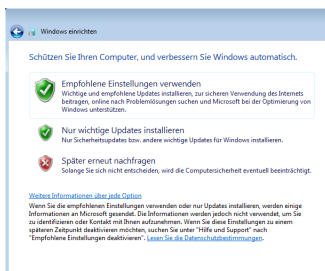 Windows einrichten
Schützen Sie Ihren Computer, und verbessern Sie Windows automatisch.
Empfohlene Einstellungen verwenden
Wichtige und empfohlene Updates installieren, zur sicheren Verwendung des Internets
beitragen, online nach Problemlösungen suchen und Microsoft bei der Optimierung von
Windows unterstützen.
Nur wichtige Updates installieren
Nur Sicherheitsupdates bzw. andere wichtige Updates für Windows installieren.
Später erneut nachfragen
Solange Sie sich nicht entscheiden, wird die Computersicherheit eventuell beeinträchtigt.
Weitere Informationen über jede Option
Wenn Sie die empfohlenen Einstellungen verwenden oder nur Updates installieren, werden einige
Informationen an Microsoft gesendet. Die Informationen werden jedoch nicht verwendet, um Sie
zu identifizieren oder Kontakt mit Ihnen aufzunehmen. Wenn Sie diese Einstellungen zu einem
späteren Zeitpunkt deaktivieren möchten, suchen Sie unter "Hilfe und Support" nach
"Empfohlene Einstellungen deaktivieren". Lesen Sie die Datenschutzbestimmungen.